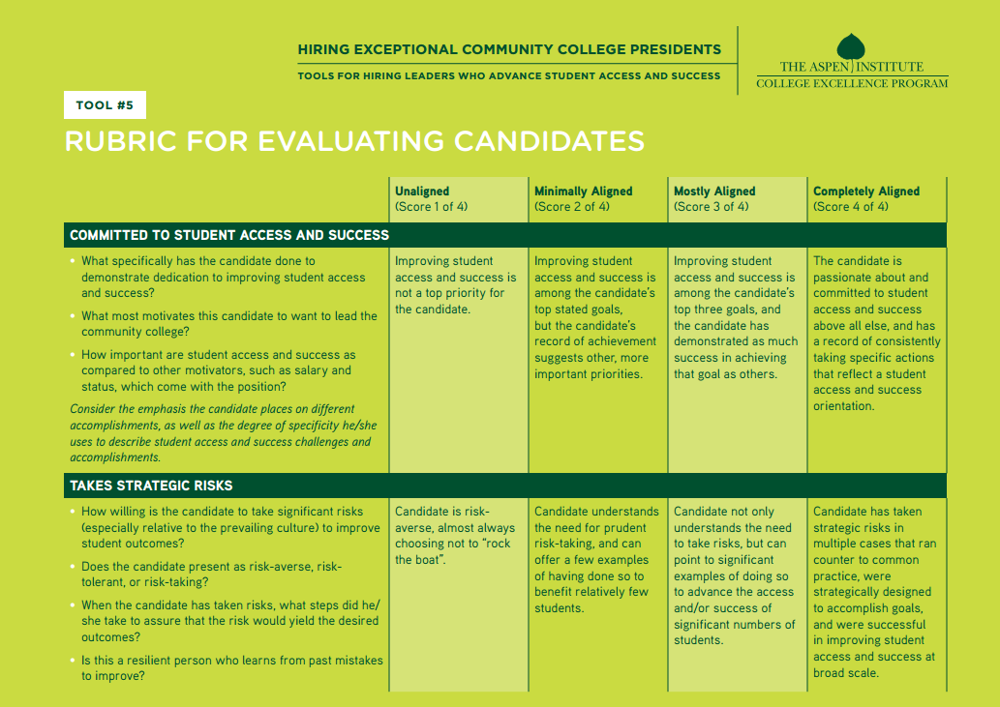 HIRING EXCEPTIONAL COMMUNITY COLLEGE PRESIDENTS
TOOLS FOR HIRING LEADERS WHO ADVANCE STUDENT ACCESS AND SUCCESS
THE ASPEN INSTITUTE
COLLEGE EXCELLENCE PROGRAM
TOOL #5
RUBRIC FOR EVALUATING CANDIDATES
Unaligned
(Score 1 of 4)
Minimally Aligned
(Score 2 of 4)
Mostly Aligned
(Score 3 of 4)
Completely Aligned
(Score 4 of 4)
COMMITTED TO STUDENT ACCESS AND SUCCESS
• What specifically has the candidate done to
demonstrate dedication to improving student access
and success?
• What most motivates this candidate to want to lead the
community college?
• How important are student access and success as
compared to other motivators, such as salary and
status, which come with the position?
Consider the emphasis the candidate places on different
accomplishments, as well as the degree of specificity he/she
uses to describe student access and success challenges and
accomplishments.
Improving student
access and success is
not a top priority for
the candidate.
Improving student
access and success is
among the candidate's
top stated goals,
but the candidate's
record of achievement
suggests other, more
important priorities.
Improving student
access and success is
among the candidate's
top three goals, and
the candidate has
demonstrated as much
success in achieving
that goal as others.
The candidate is
passionate about and
committed to student
access and success
above all else, and has
a record of consistently
taking specific actions
that reflect a student
access and success
orientation.
TAKES STRATEGIC RISKS
• How willing is the candidate to take significant risks
(especially relative to the prevailing culture) to improve
student outcomes?
• Does the candidate present as risk-averse, risk-
tolerant, or risk-taking?
• When the candidate has taken risks, what steps did he/
she take to assure that the risk would yield the desired
outcomes?
• Is this a resilient person who learns from past mistakes
to improve?
Candidate is risk-
averse, almost always
choosing not to "rock
the boat".
Candidate understands
the need for prudent
risk-taking, and can
offer a few examples
of having done so to
benefit relatively few
students.
Candidate not only
understands the need
to take risks, but can
point to significant
examples of doing so
to advance the access
and/or success of
significant numbers of
students.
Candidate has taken
strategic risks in
multiple cases that ran
counter to common
practice, were
strategically designed
to accomplish goals,
and were successful
in improving student
access and success at
broad scale.